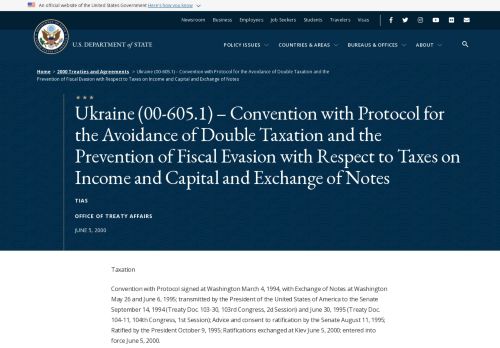 An official website of the United States Government Here's how you know
Newsroom Business Employees Job Seekers Students Travelers Visas
U.S. DEPARTMENT of STATE
POLICY ISSUES COUNTRIES & AREAS BUREAUS & OFFICES ABOUT
Home > 2000 Treaties and Agreements > Ukraine (00-605.1) – Convention with Protocol for the Avoidance of Double Taxation and the
Prevention of Fiscal Evasion with Respect to Taxes on Income and Capital and Exchange of Notes
Ukraine (00-605.1) – Convention with Protocol for
the Avoidance of Double Taxation and the
Prevention of Fiscal Evasion with Respect to Taxes on
Income and Capital and Exchange of Notes
TIAS
OFFICE OF TREATY AFFAIRS
JUNE 5, 2000
Taxation
Convention with Protocol signed at Washington March 4, 1994, with Exchange of Notes at Washington
May 26 and June 6, 1995; transmitted by the President of the United States of America to the Senate
September 14, 1994 (Treaty Doc. 103-30, 103rd Congress, 2d Session) and June 30, 1995 (Treaty Doc.
104-11, 104th Congress, 1st Session); Advice and consent to ratification by the Senate August 11, 1995;
Ratified by the President October 9, 1995; Ratifications exchanged at Kiev June 5, 2000; entered into
force June 5, 2000.